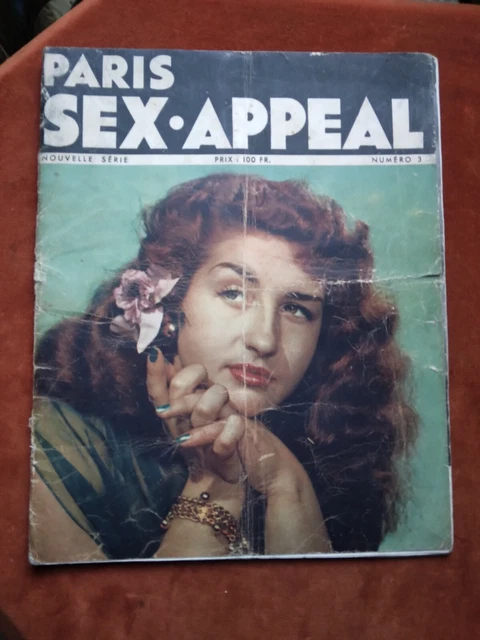 PARIS
SEX•APPEAL
NOUVELLE SÉRIE PRIX : 100 FR. NUMÉRO 3